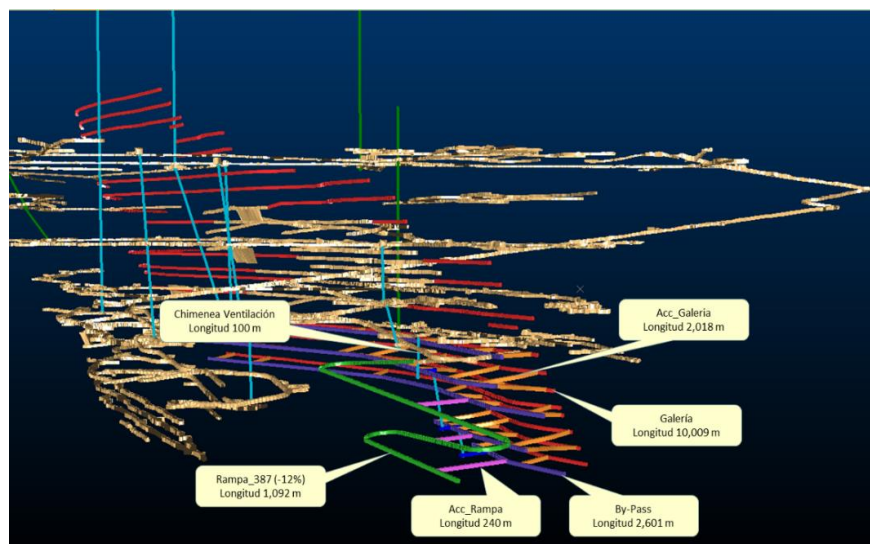 Chimenea Ventilación
Longitud 100 m
Acc_Galeria
Longitud 2,018 m
Galería
Longitud 10,009 m
Rampa_387 (-12%)
Longitud 1,092 m
Acc_Rampa
Longitud 240 m
By-Pass
Longitud 2,601 m